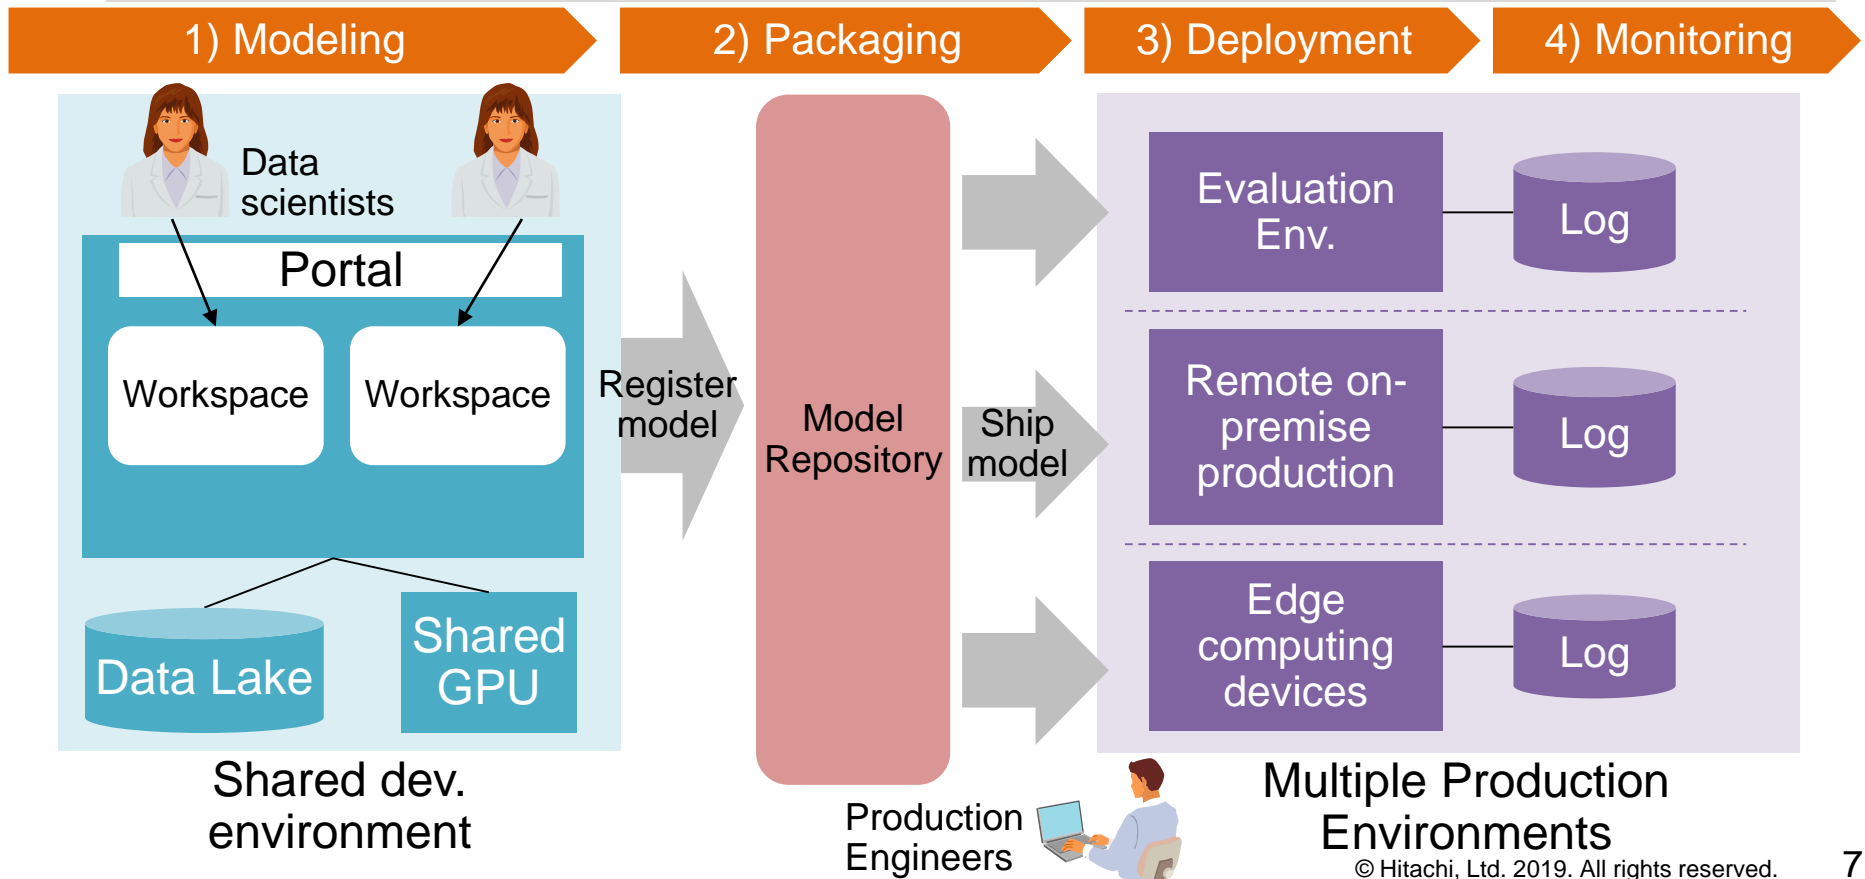 1) Modeling
2) Packaging
3) Deployment
4) Monitoring
Data
scientists
Portal
Workspace
Workspace
Data Lake
Shared
GPU
Shared dev.
environment
Register
model
Model
Repository
Ship
model
Production
Engineers
Evaluation
Env.
Log
Remote on-
premise
production
Log
Edge
computing
devices
Log
Multiple Production
Environments
© Hitachi, Ltd. 2019. All rights reserved.
7